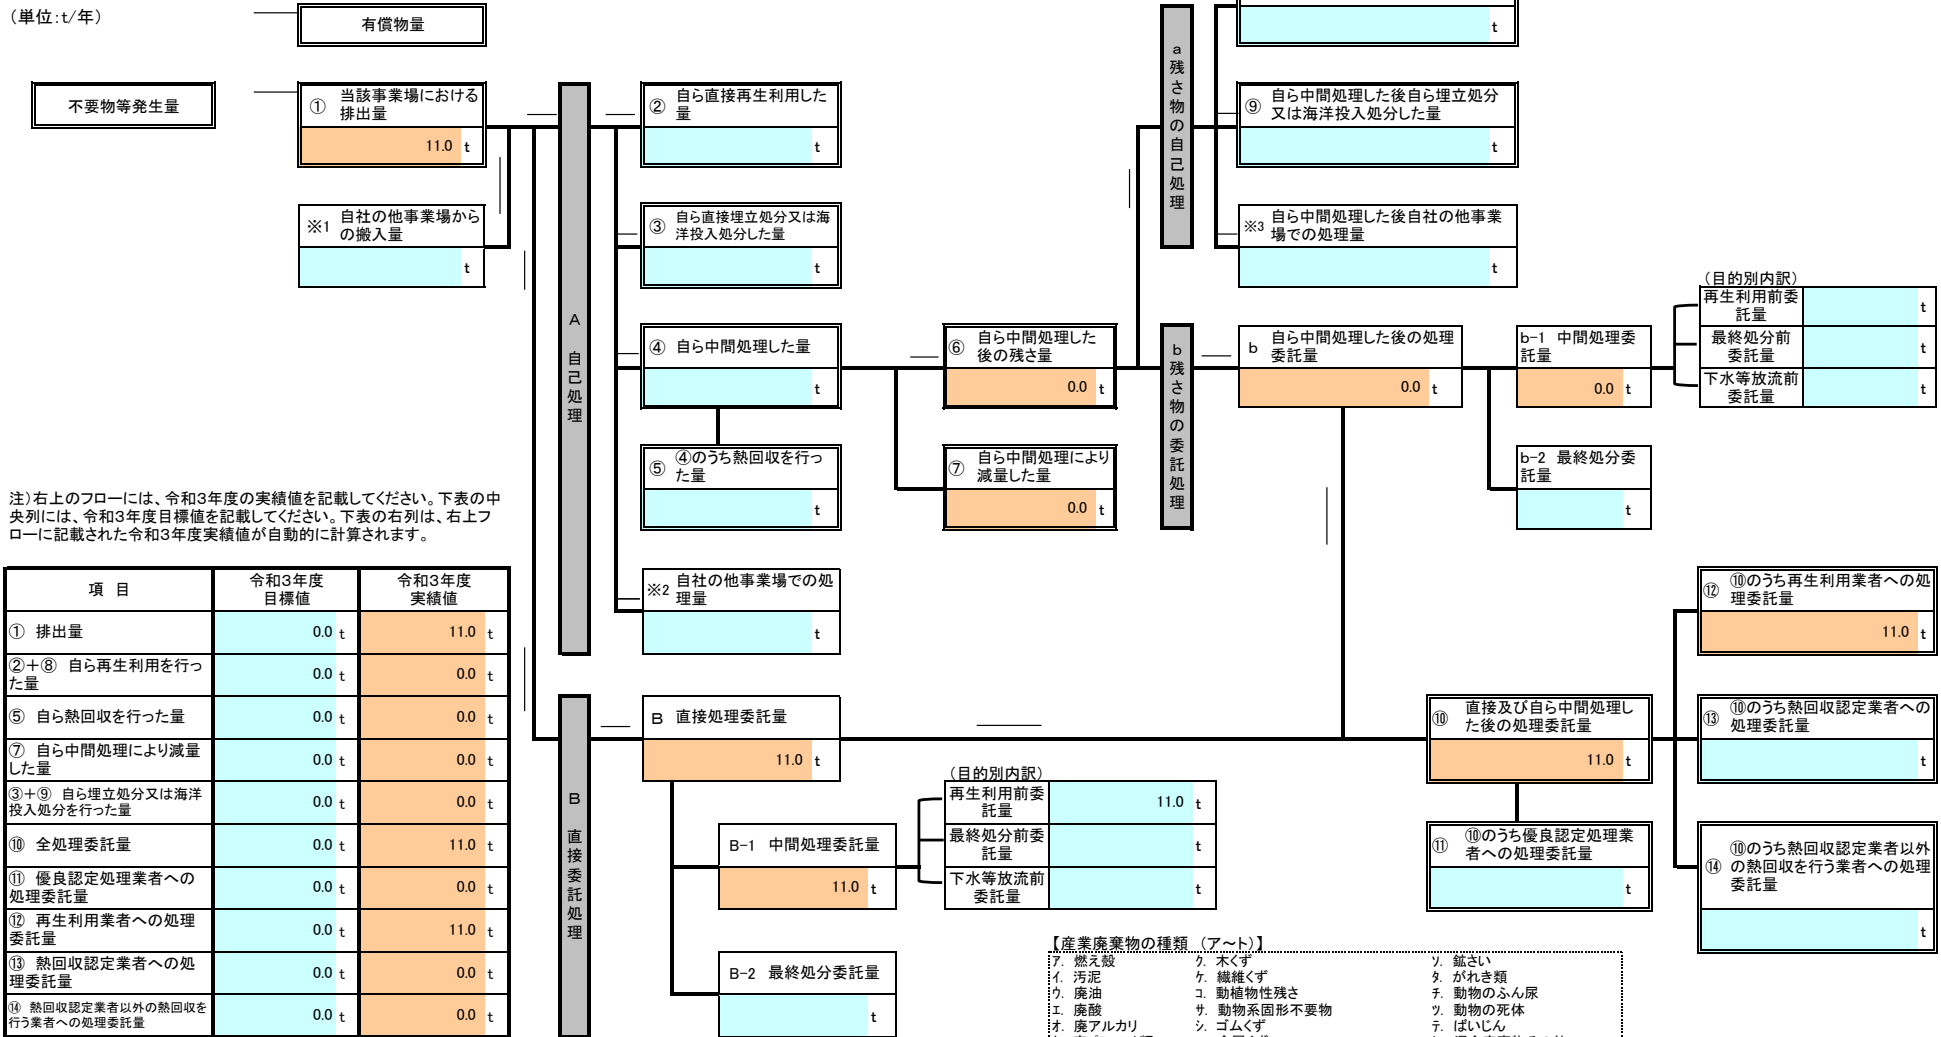 (単位:t/年)
有償物量
t
不要物等発生量
① 当該事業場における
排出量
11.0 t
※1 自社の他事業場から
の搬入量
t
A 自己処理
② 自ら直接再生利用した
量
t
③ 自ら直接埋立処分又は海
洋投入処分した量
t
④ 自ら中間処理した量
t
⑤ ④のうち熱回収を行っ
た量
t
※2 自社の他事業場での処
理量
t
⑥ 自ら中間処理した
後の残さ量
0.0 t
⑦ 自ら中間処理により
減量した量
0.0 t
a 残さ物の自己処理
⑨ 自ら中間処理した後自ら埋立処分
又は海洋投入処分した量
t
※3 自ら中間処理した後自社の他事業
場での処理量
t
b 残さ物の委託処理
b 自ら中間処理した後の処理
委託量
0.0 t
b-1 中間処理委
託量
0.0 t
b-2 最終処分委
託量
t
(目的別内訳)
再生利用前委
託量
t
最終処分前
委託量
t
下水等放流前
委託量
t
注)右上のフローには、令和3年度の実績値を記載してください。下表の中
央列には、令和3年度目標値を記載してください。下表の右列は、右上フ
ローに記載された令和3年度実績値が自動的に計算されます。
項 目 令和3年度
目標値 令和3年度
実績値
① 排出量 0.0 t 11.0 t
②+⑧ 自ら再生利用を行っ
た量 0.0 t 0.0 t
⑤ 自ら熱回収を行った量 0.0 t 0.0 t
⑦ 自ら中間処理により減量
した量 0.0 t 0.0 t
③+⑨ 自ら埋立処分又は海洋
投入処分を行った量 0.0 t 0.0 t
⑩ 全処理委託量 0.0 t 11.0 t
⑪ 優良認定処理業者への
処理委託量 0.0 t 0.0 t
⑫ 再生利用業者への処理
委託量 0.0 t 11.0 t
⑬ 熱回収認定業者への処
理委託量 0.0 t 0.0 t
⑭ 熱回収認定業者以外の熱回収を
行う業者への処理委託量 0.0 t 0.0 t
B 直接委託処理
B 直接処理委託量
11.0 t
B-1 中間処理委託量
11.0 t
B-2 最終処分委託量
t
(目的別内訳)
再生利用前委
託量
11.0 t
最終処分前委
託量
t
下水等放流前
委託量
t
⑩ 直接及び自ら中間処理し
た後の処理委託量
11.0 t
⑪ ⑩のうち優良認定処理業
者への処理委託量
t
⑫ ⑩のうち再生利用業者への処
理委託量
11.0 t
⑬ ⑩のうち熱回収認定業者への
処理委託量
t
⑭ ⑩のうち熱回収認定業者以外
の熱回収を行う業者への処理
委託量
t
【産業廃棄物の種類 (ア~ト)】
ア. 燃え殻 ク. 木くず ソ. 鉱さい
イ. 汚泥 ケ. 繊維くず タ. がれき類
ウ. 廃油 コ. 動植物性残さ チ. 動物のふん尿
エ. 廃酸 サ. 動物系固形不要物 ツ. 動物の死体
オ. 廃アルカリ シ. ゴムくず テ. ばいじん